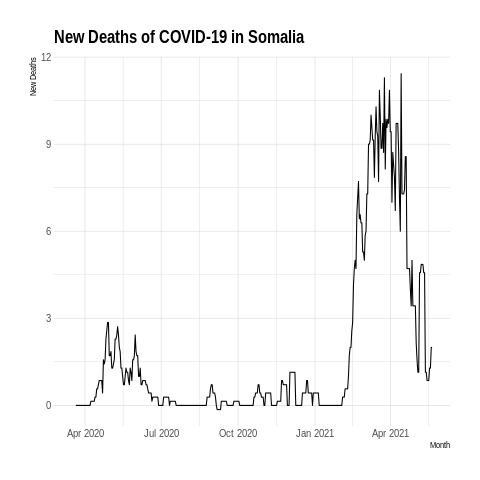 New Deaths of COVID-19 in Somalia
New Deaths
12
9
6
3
0
Apr 2020 Jul 2020 Oct 2020 Jan 2021 Apr 2021
Month